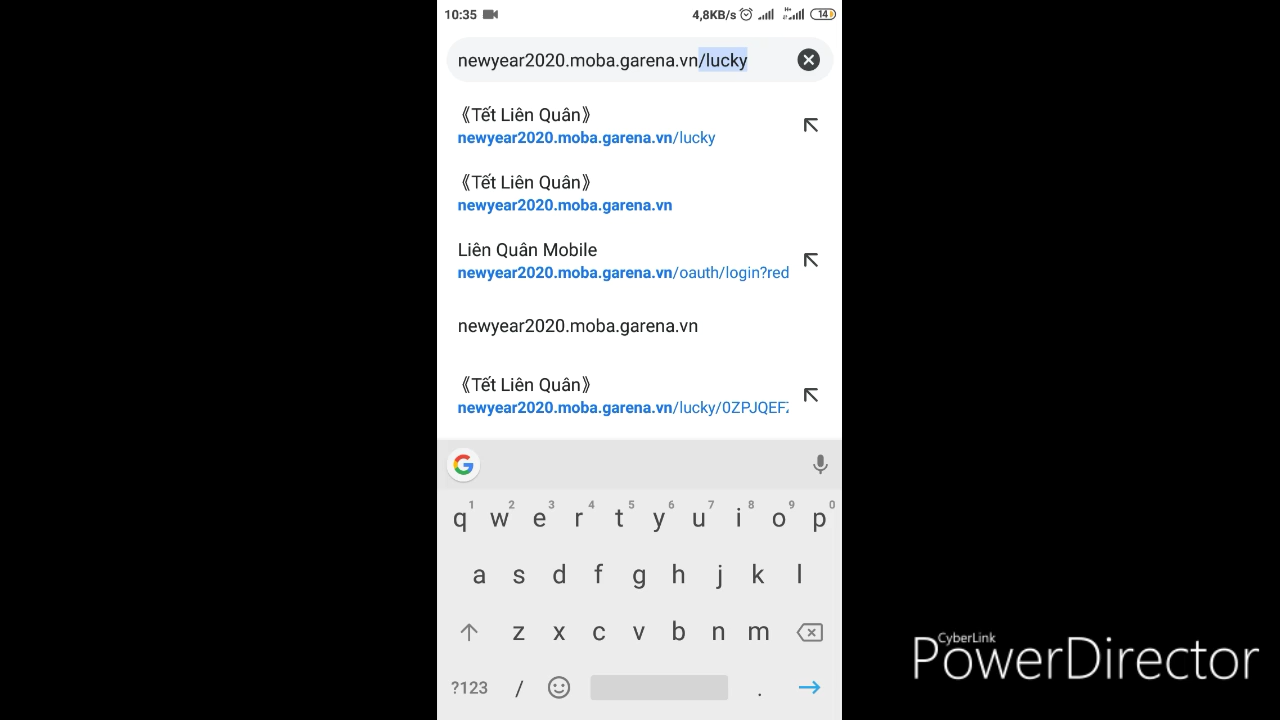 10:35 4,8KB/s H+ 14
newyear2020.moba.garena.vn/lucky
《Tết Liên Quân》
newyear2020.moba.garena.vn/lucky
《Tết Liên Quân》
newyear2020.moba.garena.vn
Liên Quân Mobile
newyear2020.moba.garena.vn/oauth/login?red
newyear2020.moba.garena.vn
《Tết Liên Quân》
newyear2020.moba.garena.vn/lucky/0ZPJQEF
G
1 2 3 4 5 6 7 8 9 0
q w e r t y u i o p
a s d f g h j k l
z x c v b n m
?123 / .
CyberLink
PowerDirector